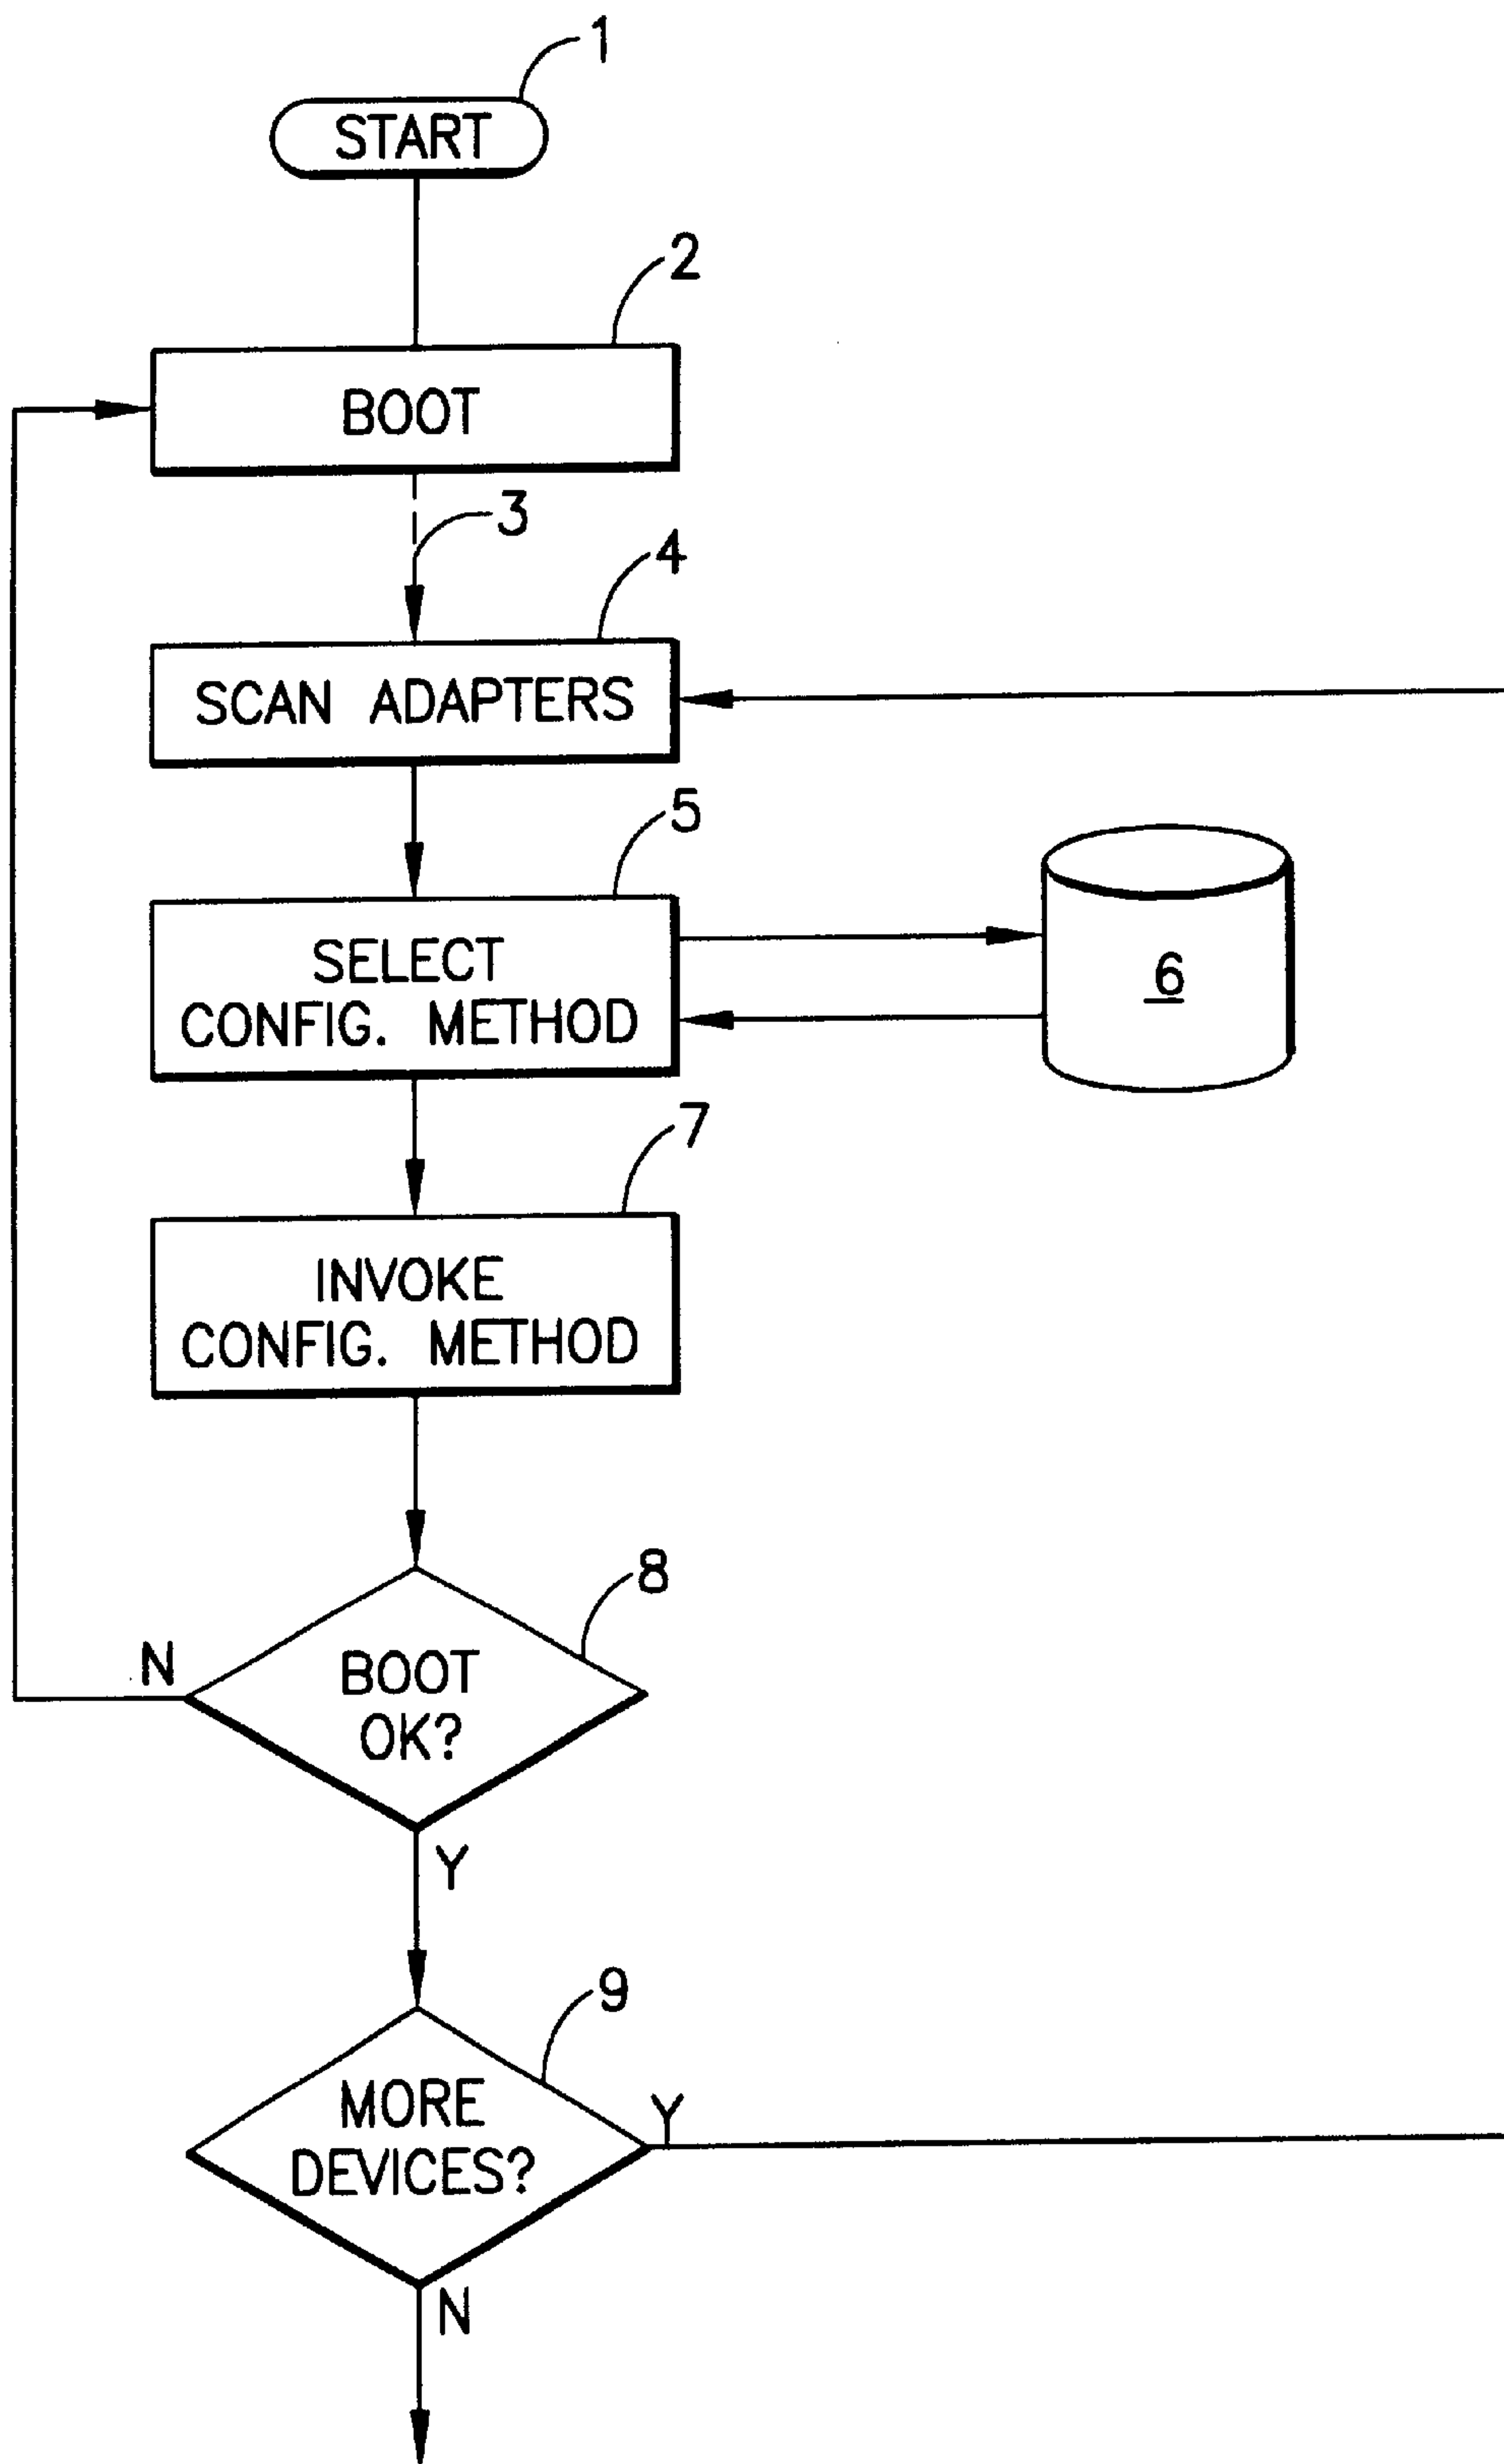 1
START
2
BOOT
3
4
SCAN ADAPTERS
5
SELECT
CONFIG. METHOD
6
7
INVOKE
CONFIG. METHOD
8
N
BOOT
OK?
Y
9
MORE
DEVICES?
Y
N